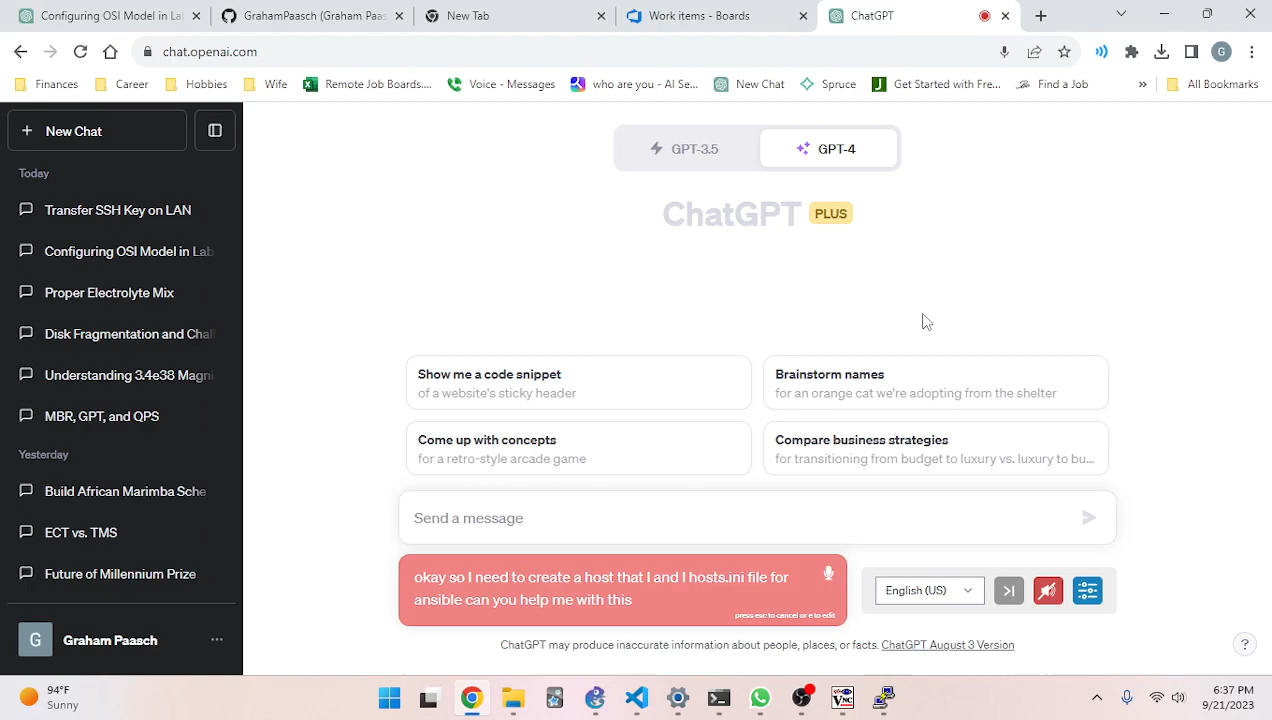 Configuring OSI Model in La
GrahamPaasch (Graham Paas
New Tab
Work items - Boards
ChatGPT
chat.openai.com
G
Finances
Career
Hobbies
Wife
Remote Job Boards....
Voice - Messages
who are you - AI Se...
New Chat
Spruce
Get Started with Fre...
Find a Job
»
All Bookmarks
New Chat
Today
Transfer SSH Key on LAN
Configuring OSI Model in Lab
Proper Electrolyte Mix
Disk Fragmentation and Chall
Understanding 3.4e38 Magni
MBR, GPT, and QPS
Yesterday
Build African Marimba Sche
ECT vs. TMS
Future of Millennium Prize
G
Graham Paasch
GPT-3.5
GPT-4
ChatGPT PLUS
Show me a code snippet
of a website's sticky header
Brainstorm names
for an orange cat we're adopting from the shelter
Come up with concepts
for a retro-style arcade game
Compare business strategies
for transitioning from budget to luxury vs. luxury to bu...
Send a message
okay so I need to create a host that I and I hosts.ini file for
ansible can you help me with this
press esc to cancel or e to edit
English (US)
ChatGPT may produce inaccurate information about people, places, or facts. ChatGPT August 3 Version
?
94°F
Sunny
6:37 PM
9/21/2023